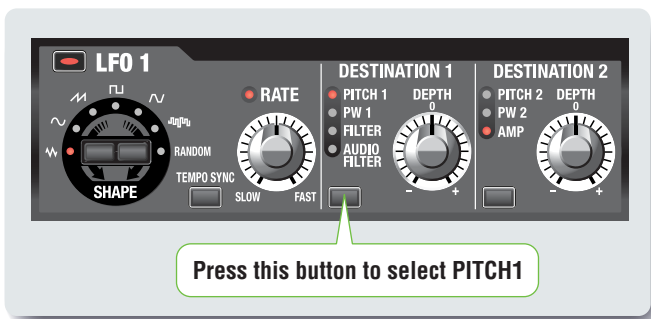 LFO 1
RANDOM
SHAPE
TEMPO SYNC
RATE
SLOW FAST
DESTINATION 1
PITCH 1
PW 1
FILTER
AUDIO
FILTER
DEPTH
0
– +
DESTINATION 2
PITCH 2
PW 2
AMP
DEPTH
0
– +
Press this button to select PITCH1